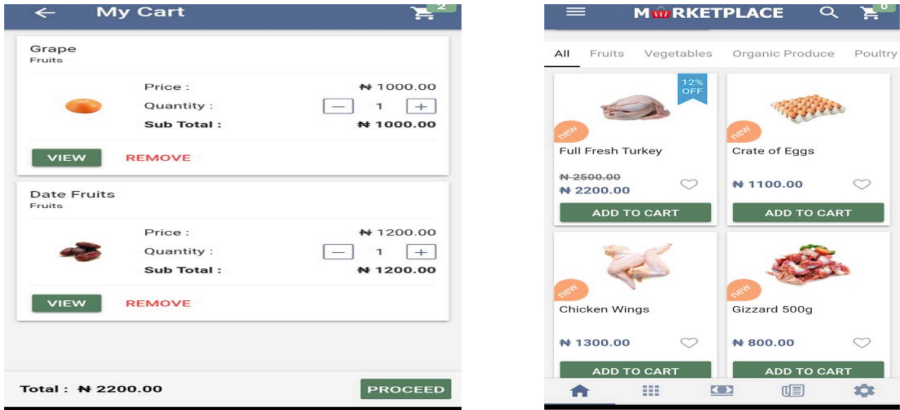 My Cart
2
Grape
Fruits
Price : ₦ 1000.00
Quantity : — 1 +
Sub Total : ₦ 1000.00
VIEW REMOVE
Date Fruits
Fruits
Price : ₦ 1200.00
Quantity : — 1 +
Sub Total : ₦ 1200.00
VIEW REMOVE
Total : ₦ 2200.00 PROCEED
M RKETPLACE
0
All Fruits Vegetables Organic Produce Poultry
12%
OFF
new
new
Full Fresh Turkey
Crate of Eggs
₦ 2500.00
₦ 2200.00
₦ 1100.00
ADD TO CART
ADD TO CART
new
new
Chicken Wings
Gizzard 500g
₦ 1300.00
₦ 800.00
ADD TO CART
ADD TO CART